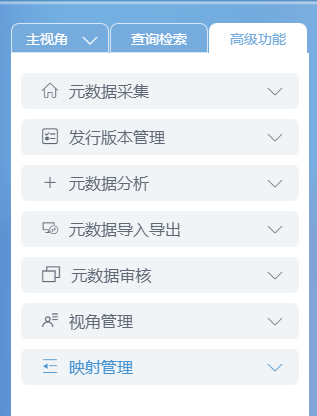 主视角 查询检索 高级功能
元数据采集
发行版本管理
元数据分析
元数据导入导出
元数据审核
视角管理
映射管理